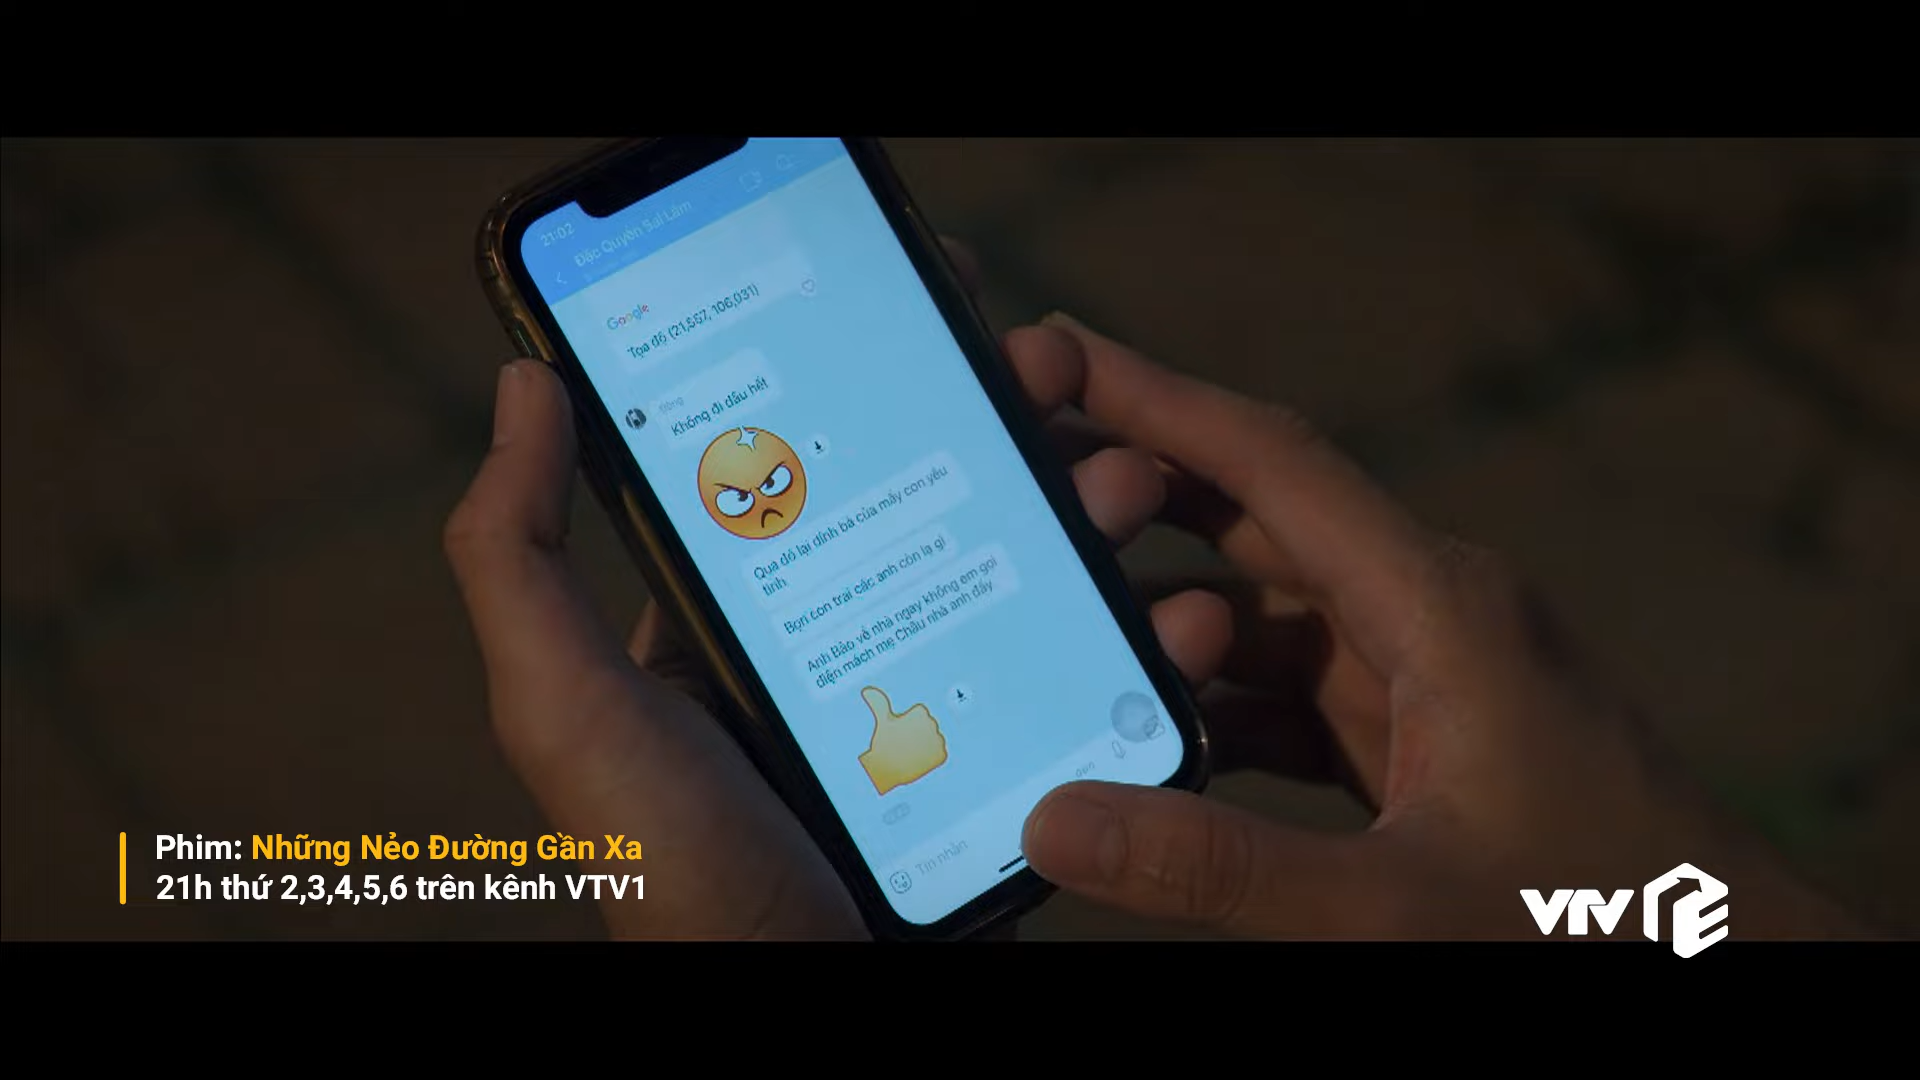 21:02
Đặc Quyền Sai Lầm
Google
Tọa độ (21,557, 106,031)
Đông
Không đi đâu hết
Qua đó lại dính bả của mấy con yêu
tinh
Bọn con trai các anh còn lạ gì
Anh Bảo về nhà ngay không em gọi
điện mách mẹ Châu nhà anh đấy
Tin nhắn
Phim: Những Nẻo Đường Gần Xa
21h thứ 2,3,4,5,6 trên kênh VTV1
VTV